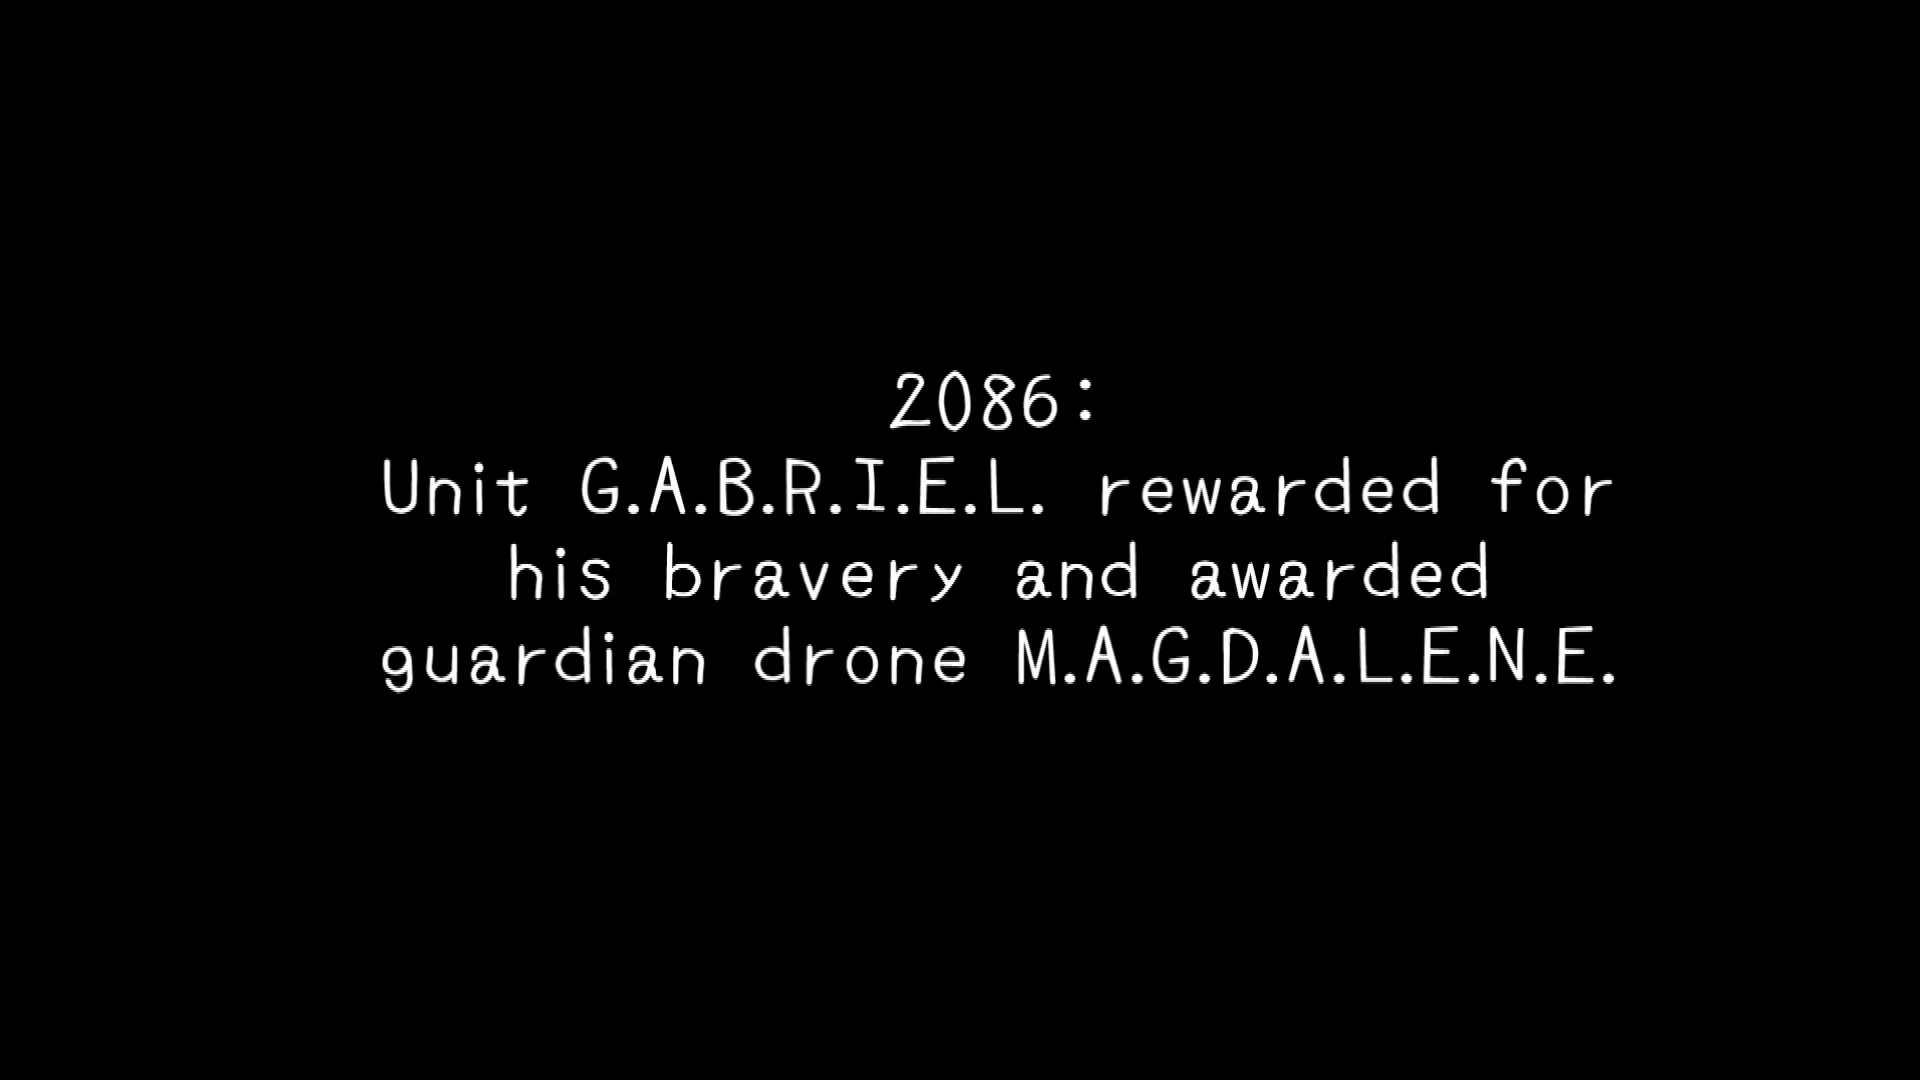 2086:
Unit G.A.B.R.I.E.L. rewarded for
his bravery and awarded
guardian drone M.A.G.D.A.L.E.N.E.